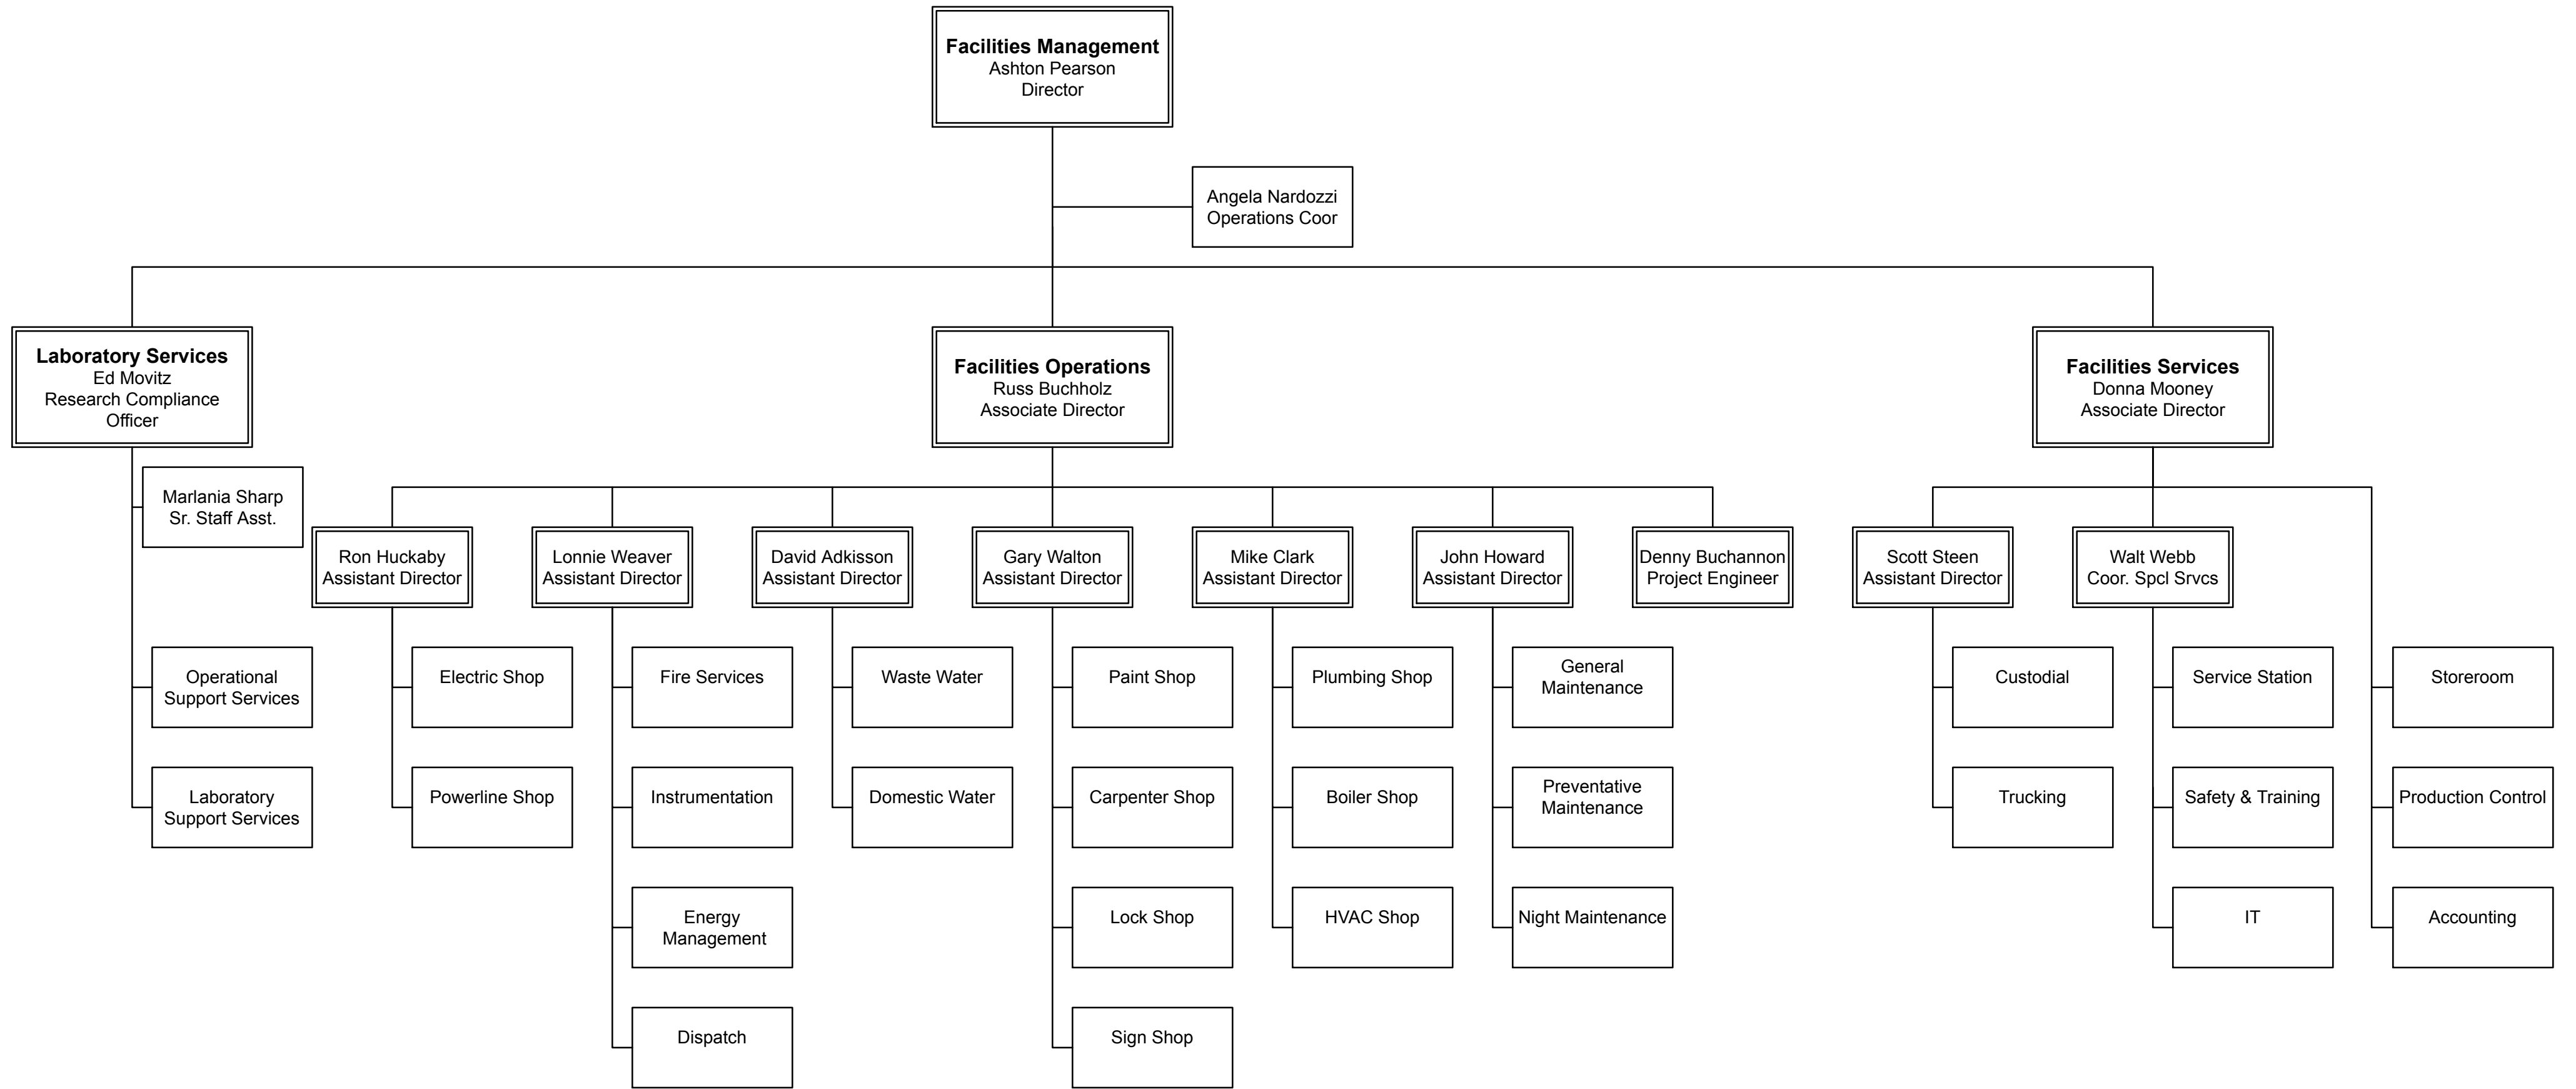 Facilities Management
Ashton Pearson
Director
Angela Nardozzi
Operations Coor
Laboratory Services
Ed Movitz
Research Compliance
Officer
Facilities Operations
Russ Buchholz
Associate Director
Facilities Services
Donna Mooney
Associate Director
Marlania Sharp
Sr. Staff Asst.
Ron Huckaby
Assistant Director
Lonnie Weaver
Assistant Director
David Adkisson
Assistant Director
Gary Walton
Assistant Director
Mike Clark
Assistant Director
John Howard
Assistant Director
Denny Buchannon
Project Engineer
Scott Steen
Assistant Director
Walt Webb
Coor. Spcl Srvcs
Operational
Support Services
Electric Shop
Fire Services
Waste Water
Paint Shop
Plumbing Shop
General
Maintenance
Custodial
Service Station
Storeroom
Laboratory
Support Services
Powerline Shop
Instrumentation
Domestic Water
Carpenter Shop
Boiler Shop
Preventative
Maintenance
Trucking
Safety & Training
Production Control
Energy
Management
Lock Shop
HVAC Shop
Night Maintenance
IT
Accounting
Dispatch
Sign Shop